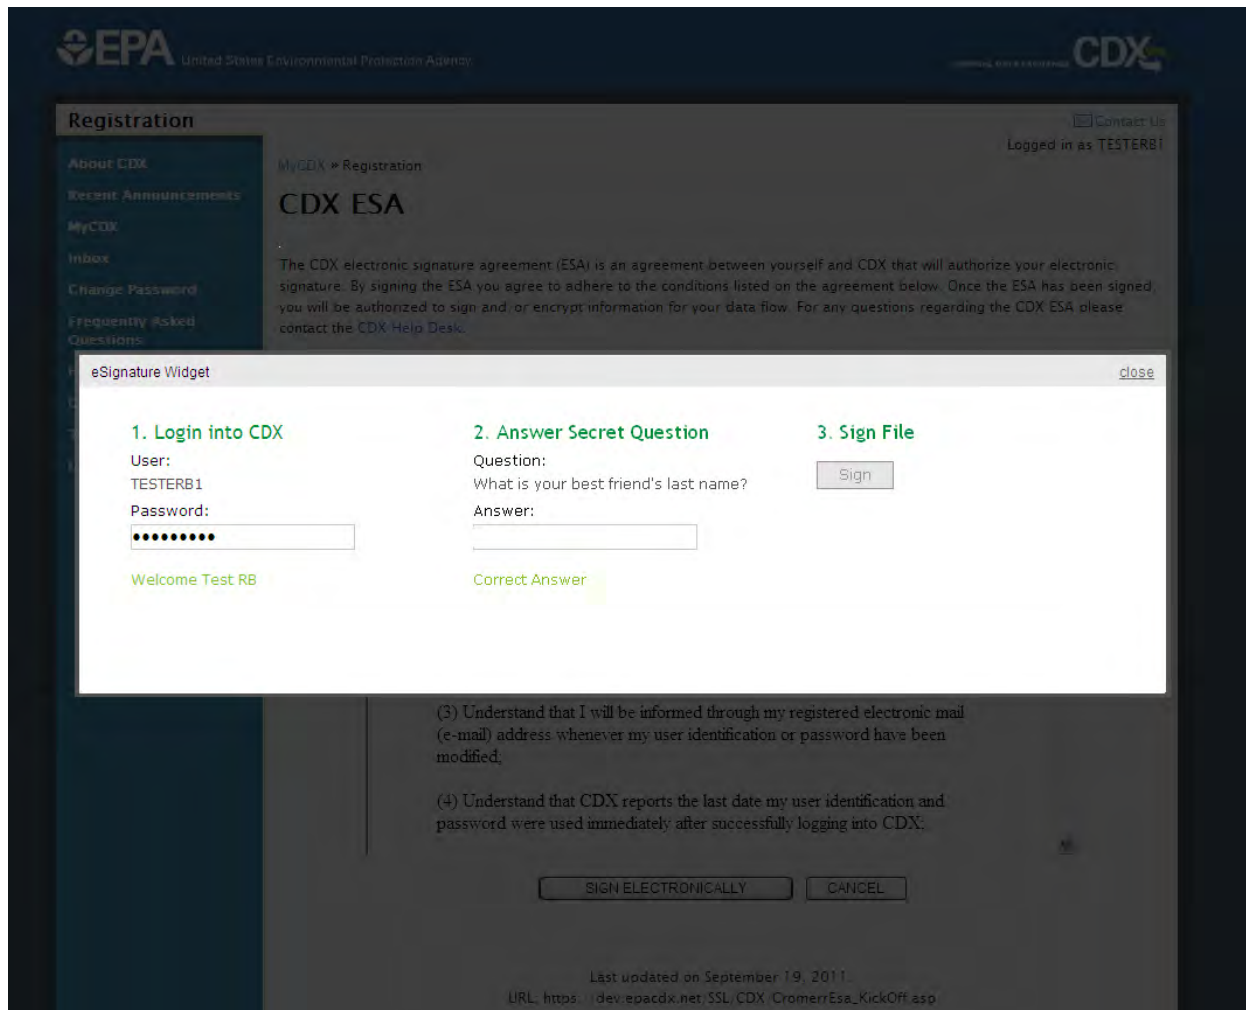 EPA United States Environmental Protection Agency
CDX
Registration
Contact Us
Logged in as TESTERB1
About CDX
Recent Announcements
MyCDX
Inbox
Change Password
Frequently Asked
Questions
MyCDX » Registration
CDX ESA
.
The CDX electronic signature agreement (ESA) is an agreement between yourself and CDX that will authorize your electronic
signature. By signing the ESA you agree to adhere to the conditions listed on the agreement below. Once the ESA has been signed,
you will be authorized to sign and/or encrypt information for your data flow. For any questions regarding the CDX ESA please
contact the CDX Help Desk.
eSignature Widget
close
1. Login into CDX
User:
TESTERB1
Password:
•••••••••
Welcome Test RB
2. Answer Secret Question
Question:
What is your best friend's last name?
Answer:
Correct Answer
3. Sign File
Sign
(3) Understand that I will be informed through my registered electronic mail
(e-mail) address whenever my user identification or password have been
modified;
(4) Understand that CDX reports the last date my user identification and
password were used immediately after successfully logging into CDX;
SIGN ELECTRONICALLY
CANCEL
Last updated on September 19, 2011.
URL: https://dev.epacdx.net/SSL/CDX/CromerrEsa_KickOff.asp